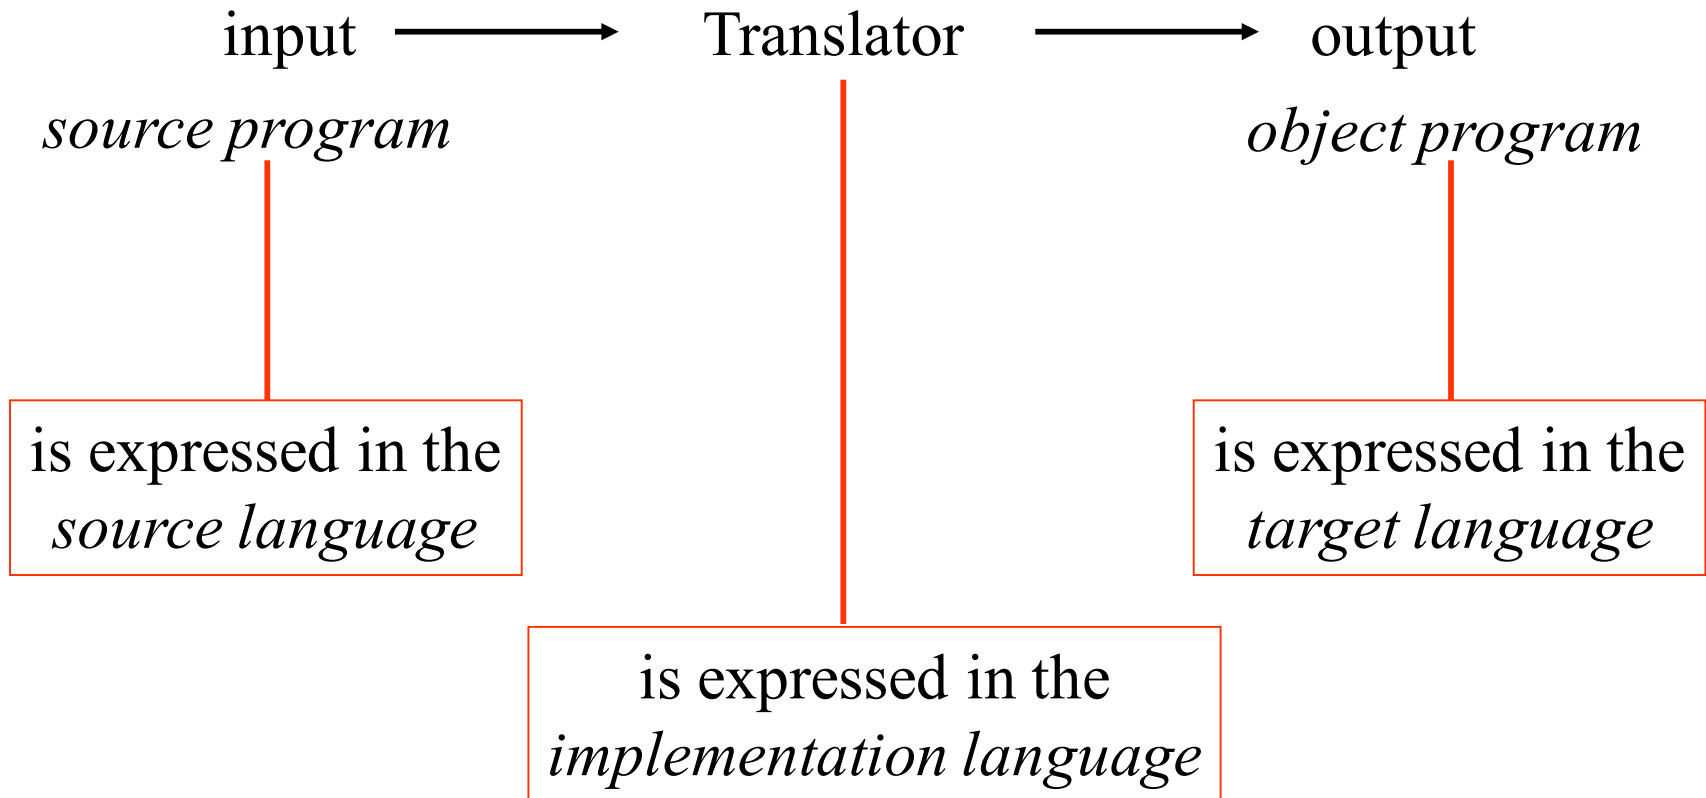 input Translator output
source program object program
is expressed in the is expressed in the
source language target language
is expressed in the
implementation language